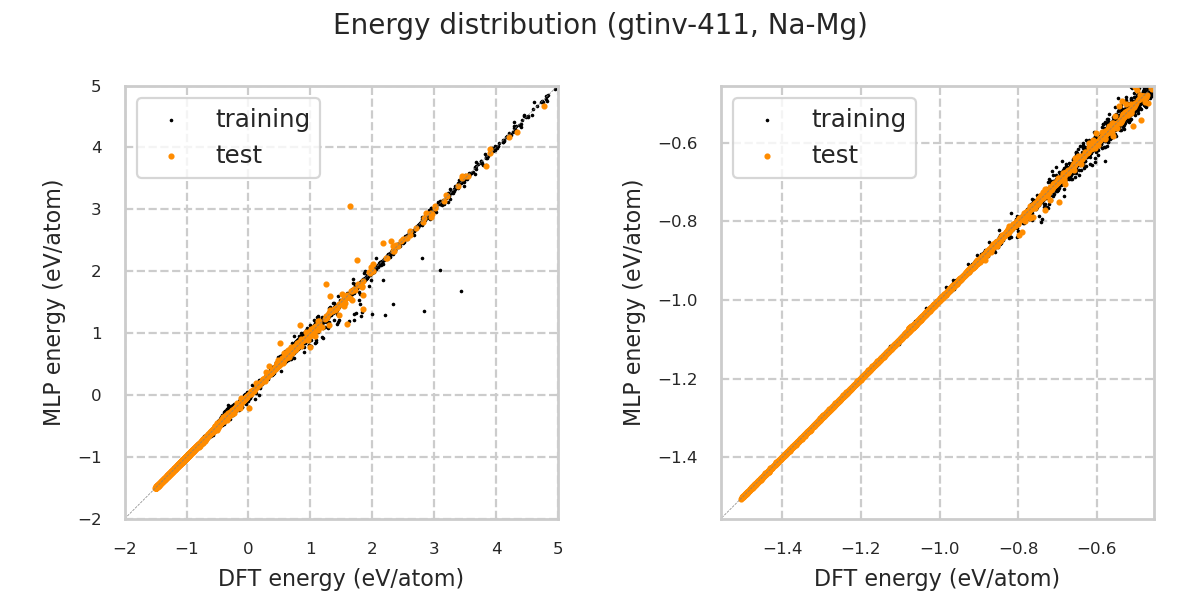 Energy distribution (gtinv-411, Na-Mg)
training
test
5
4
3
2
1
0
−1
−2
−2
−1
0
1
2
3
4
5
MLP energy (eV/atom)
DFT energy (eV/atom)
training
test
−0.6
−0.8
−1.0
−1.2
−1.4
−1.4
−1.2
−1.0
−0.8
−0.6
MLP energy (eV/atom)
DFT energy (eV/atom)